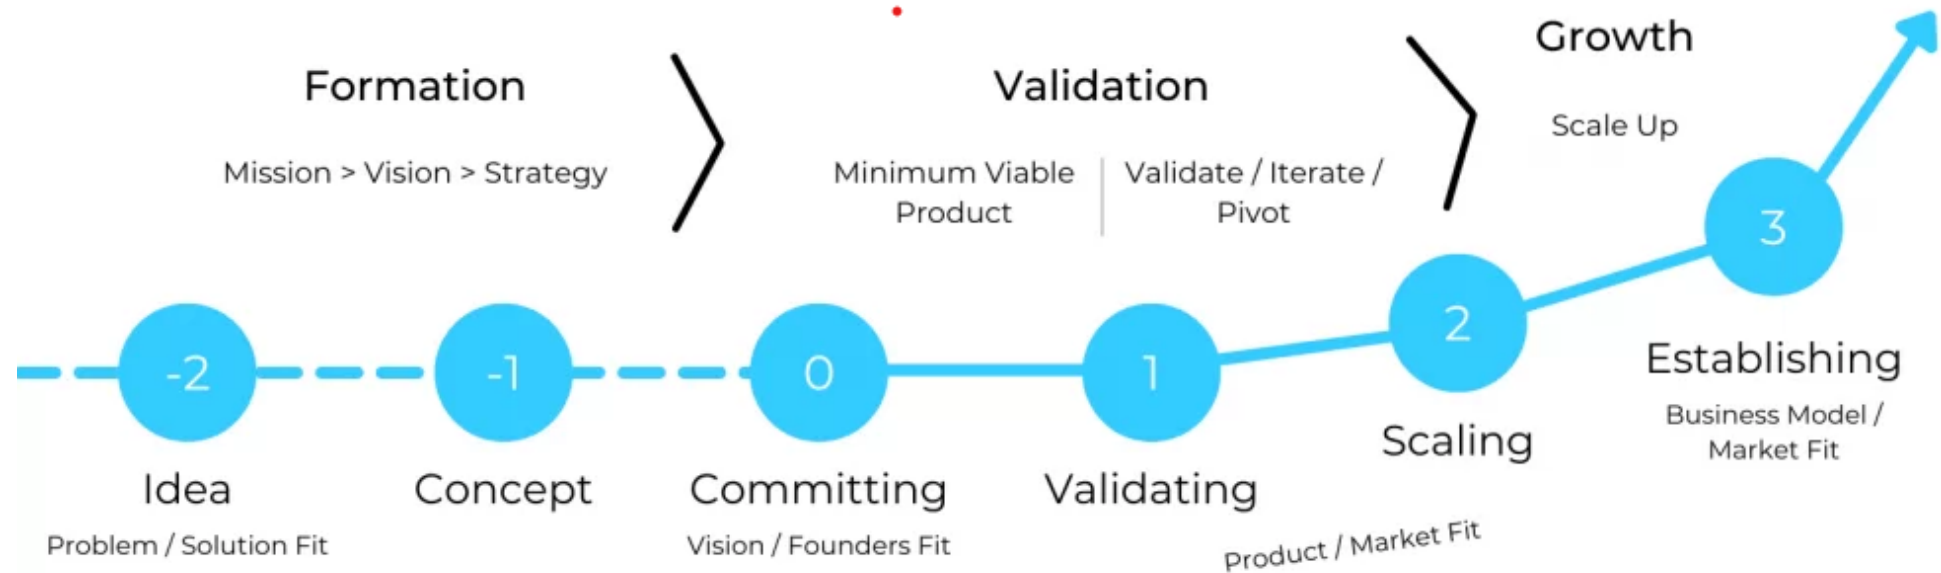 Formation
Mission > Vision > Strategy
Validation
Minimum Viable
Product
Validate / Iterate /
Pivot
Growth
Scale Up
-2
-1
0
1
2
3
Idea
Problem / Solution Fit
Concept
Committing
Vision / Founders Fit
Validating
Product / Market Fit
Scaling
Establishing
Business Model /
Market Fit